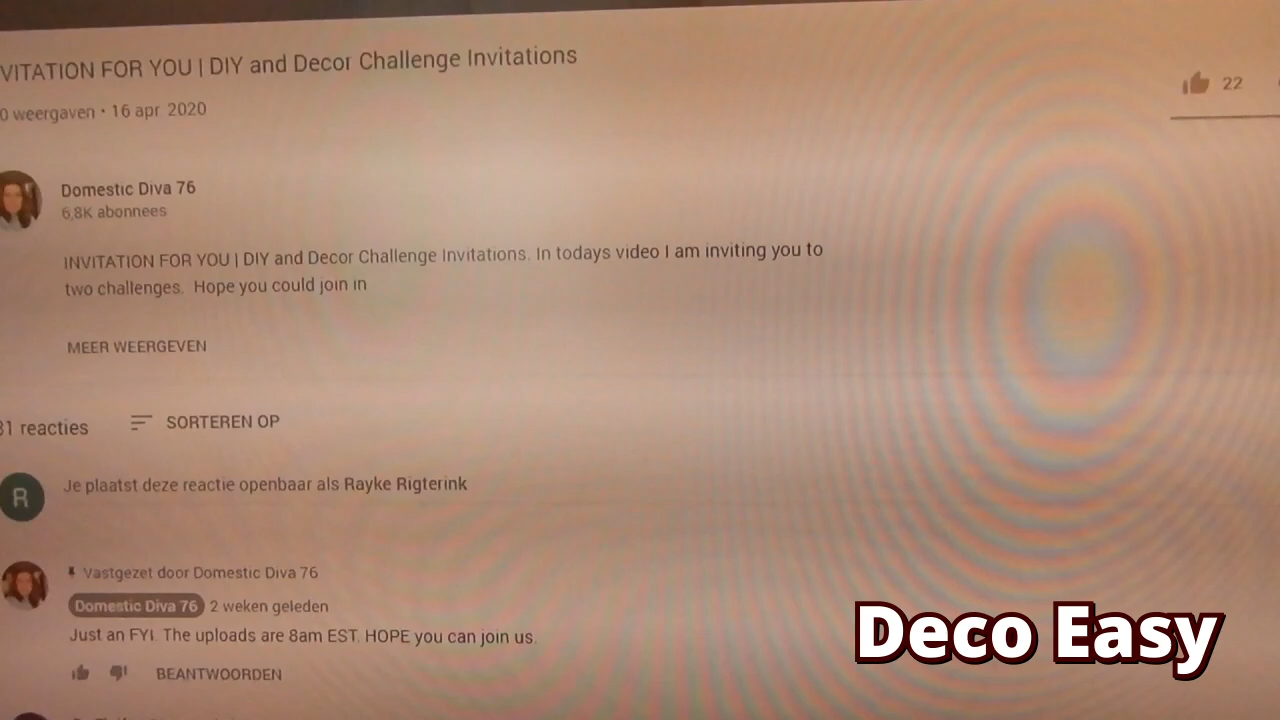 VITATION FOR YOU | DIY and Decor Challenge Invitations
0 weergaven • 16 apr. 2020
22
Domestic Diva 76
6,8K abonnees
INVITATION FOR YOU | DIY and Decor Challenge Invitations. In todays video I am inviting you to
two challenges. Hope you could join in
MEER WEERGEVEN
31 reacties
SORTEREN OP
R
Je plaatst deze reactie openbaar als Rayke Rigterink
Vastgezet door Domestic Diva 76
Domestic Diva 76 2 weken geleden
Just an FYI. The uploads are 8am EST. HOPE you can join us.
BEANTWOORDEN
Deco Easy